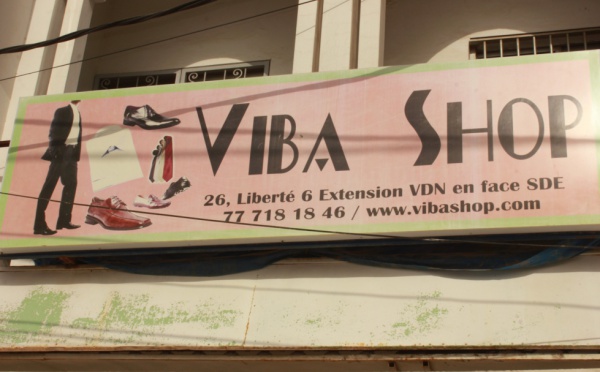 VIBA SHOP
26, Liberté 6 Extension VDN en face SDE
77 718 18 46 / www.vibashop.com